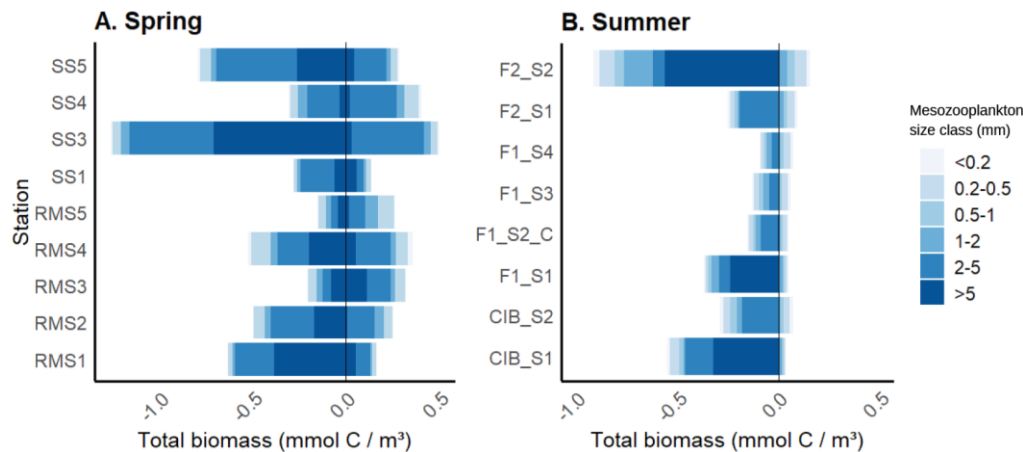 A. Spring
B. Summer
Station
SS5
SS4
SS3
SS1
RMS5
RMS4
RMS3
RMS2
RMS1
-1.0
-0.5
0.0
0.5
Total biomass (mmol C / m³)
F2_S2
F2_S1
F1_S4
F1_S3
F1_S2_C
F1_S1
CIB_S2
CIB_S1
-1.0
-0.5
0.0
0.5
Total biomass (mmol C / m³)
Mesozooplankton
size class (mm)
<0.2
0.2-0.5
0.5-1
1-2
2-5
>5